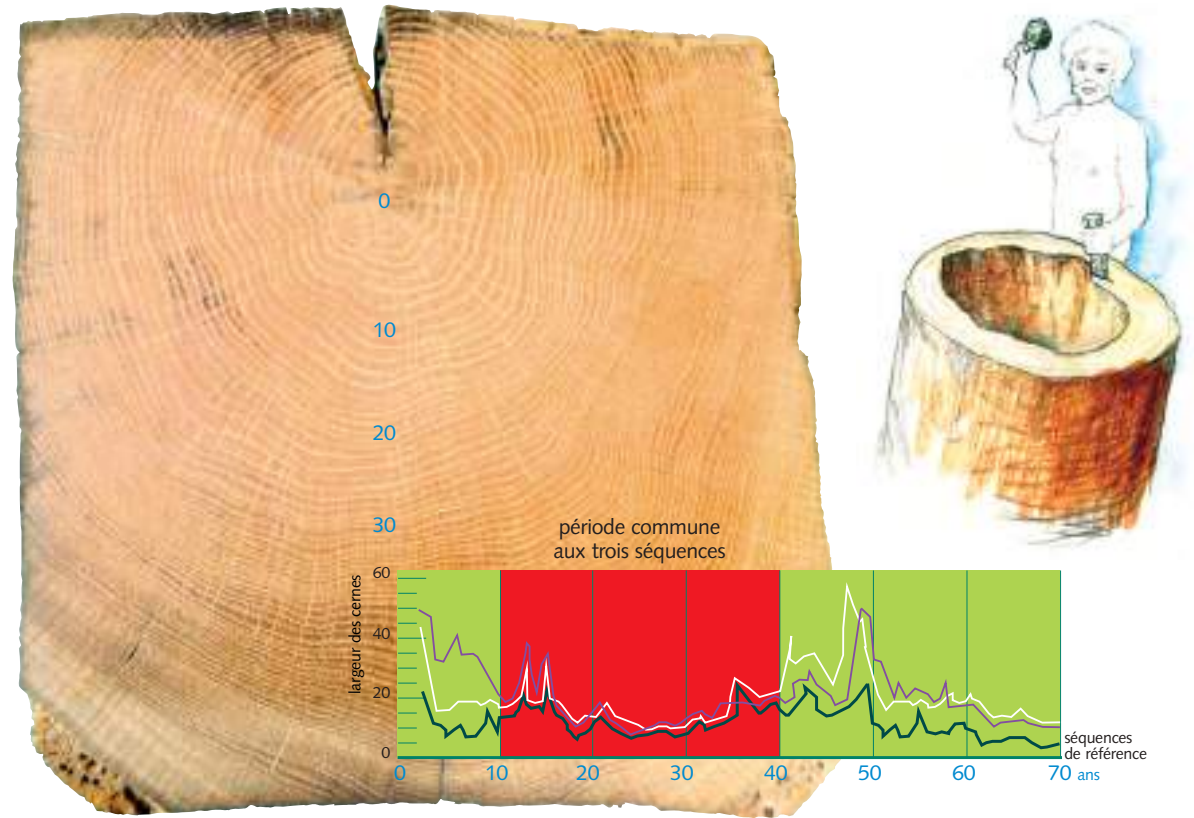 0
10
20
30
période commune
aux trois séquences
largeur des cernes
60
40
20
0
séquences
de référence
0 10 20 30 40 50 60 70 ans